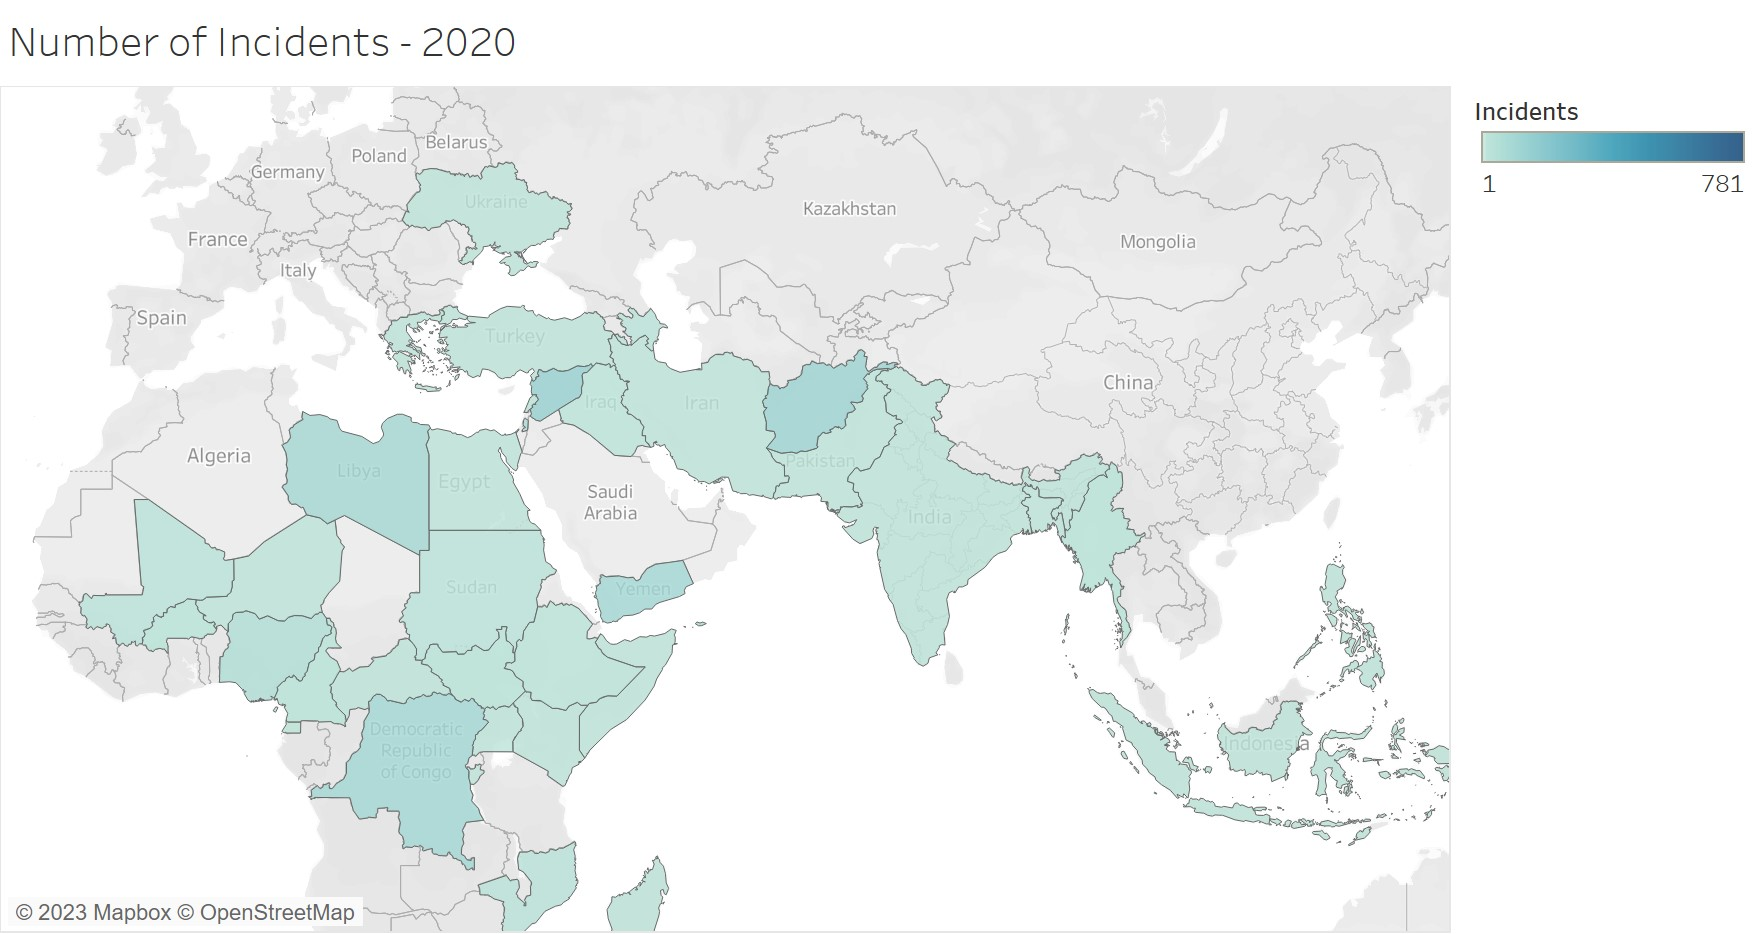 Number of Incidents - 2020
Incidents
1
781
Belarus
Poland
Germany
Ukraine
Kazakhstan
France
Mongolia
Italy
Spain
Turkey
China
Iraq
Iran
Algeria
Libya
Pakistan
Egypt
Saudi
Arabia
India
Sudan
Yemen
Democratic
Republic
of Congo
Indonesia
© 2023 Mapbox © OpenStreetMap